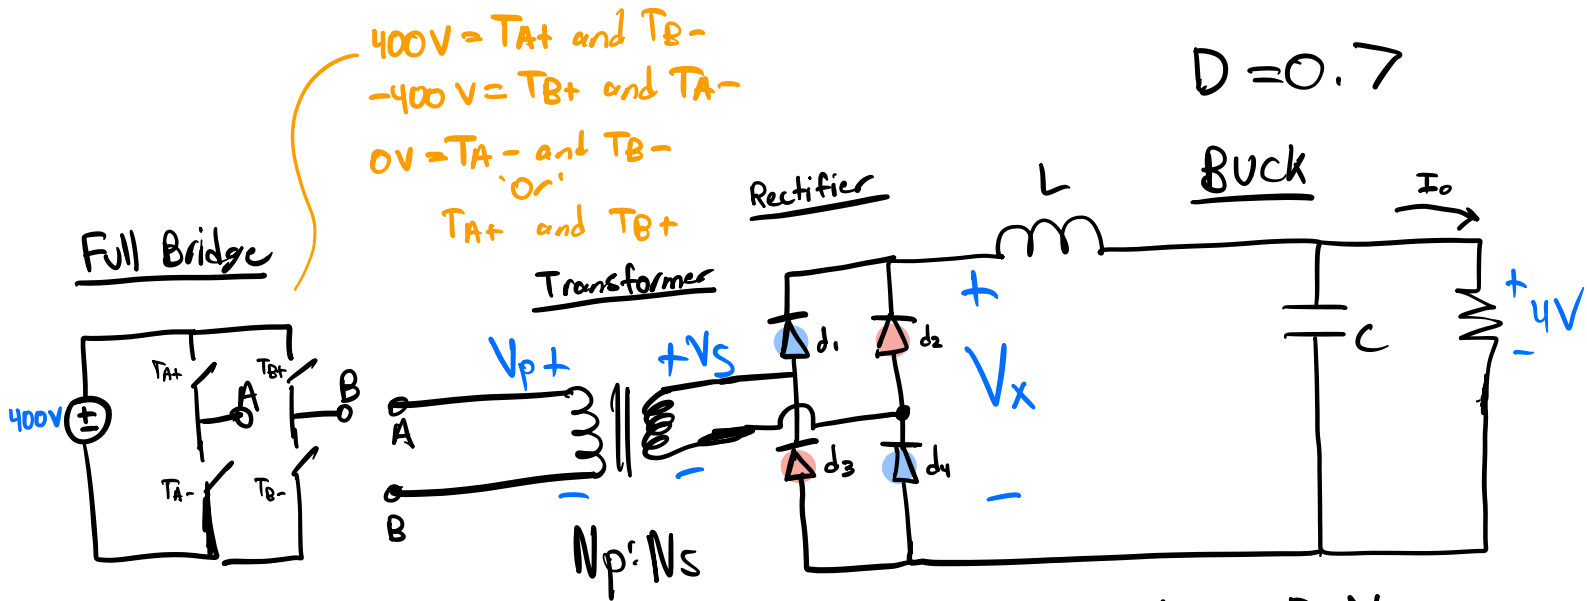 400V = TA+ and TB-
-400V = TB+ and TA-
0V = TA- and TB-
'or'
TA+ and TB+
D = 0.7
Full Bridge
Transformer
Rectifier
BUCK
L
Io
400V
TA+
TB+
A
B
TA-
TB-
A
B
Vp +
-
+ Vs
-
Np:Ns
d1
d2
d3
d4
+
Vx
-
C
+
4V
-